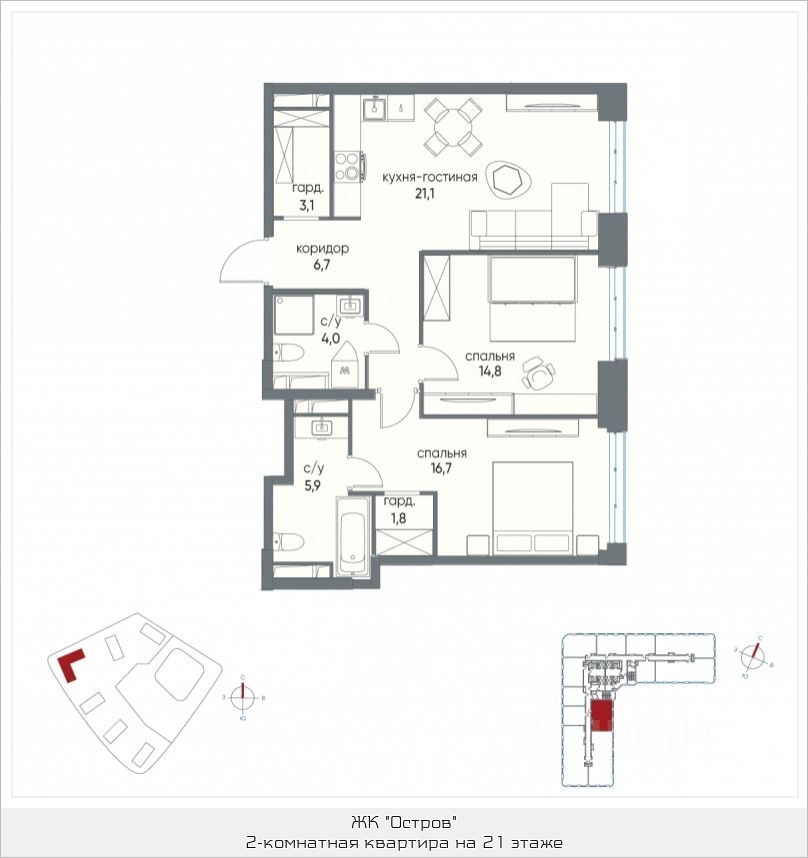 кухня-гостиная
21,1
гард.
3,1
коридор
6,7
с/у
4,0
спальня
14,8
спальня
16,7
с/у
5,9
гард.
1,8
С
З
В
Ю
С
З
В
Ю
ЖК "Остров"
2-комнатная квартира на 21 этаже